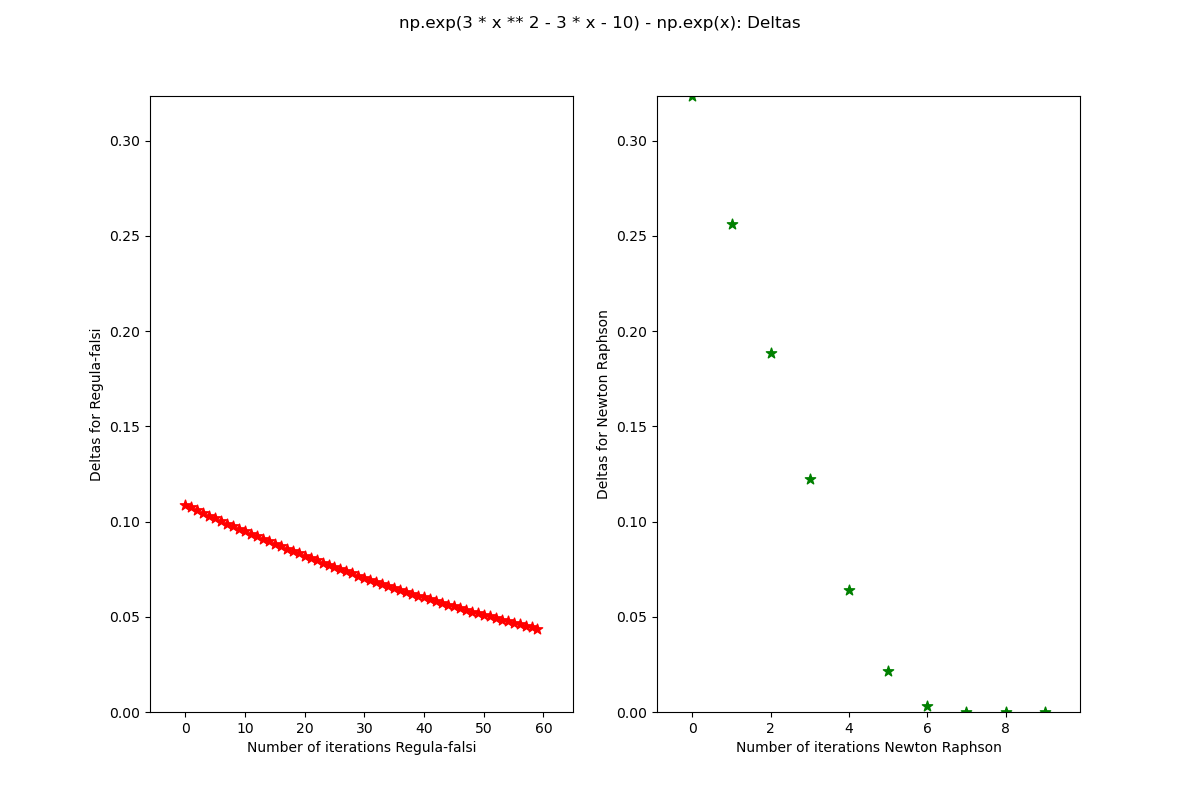 np.exp(3 * x ** 2 - 3 * x - 10) - np.exp(x): Deltas
Deltas for Regula-falsi
0.30
0.25
0.20
0.15
0.10
0.05
0.00
0 10 20 30 40 50 60
Number of iterations Regula-falsi
Deltas for Newton Raphson
0.30
0.25
0.20
0.15
0.10
0.05
0.00
0 2 4 6 8
Number of iterations Newton Raphson